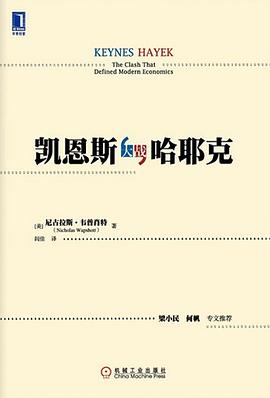 KEYNES HAYEK
The Clash That
Defined Modern Economics
凯恩斯大战哈耶克
[美] 尼古拉斯·韦普肖特 著
(Nicholas Wapshott)
闾佳 译
梁小民 何帆 专文推荐
机械工业出版社
China Machine Press